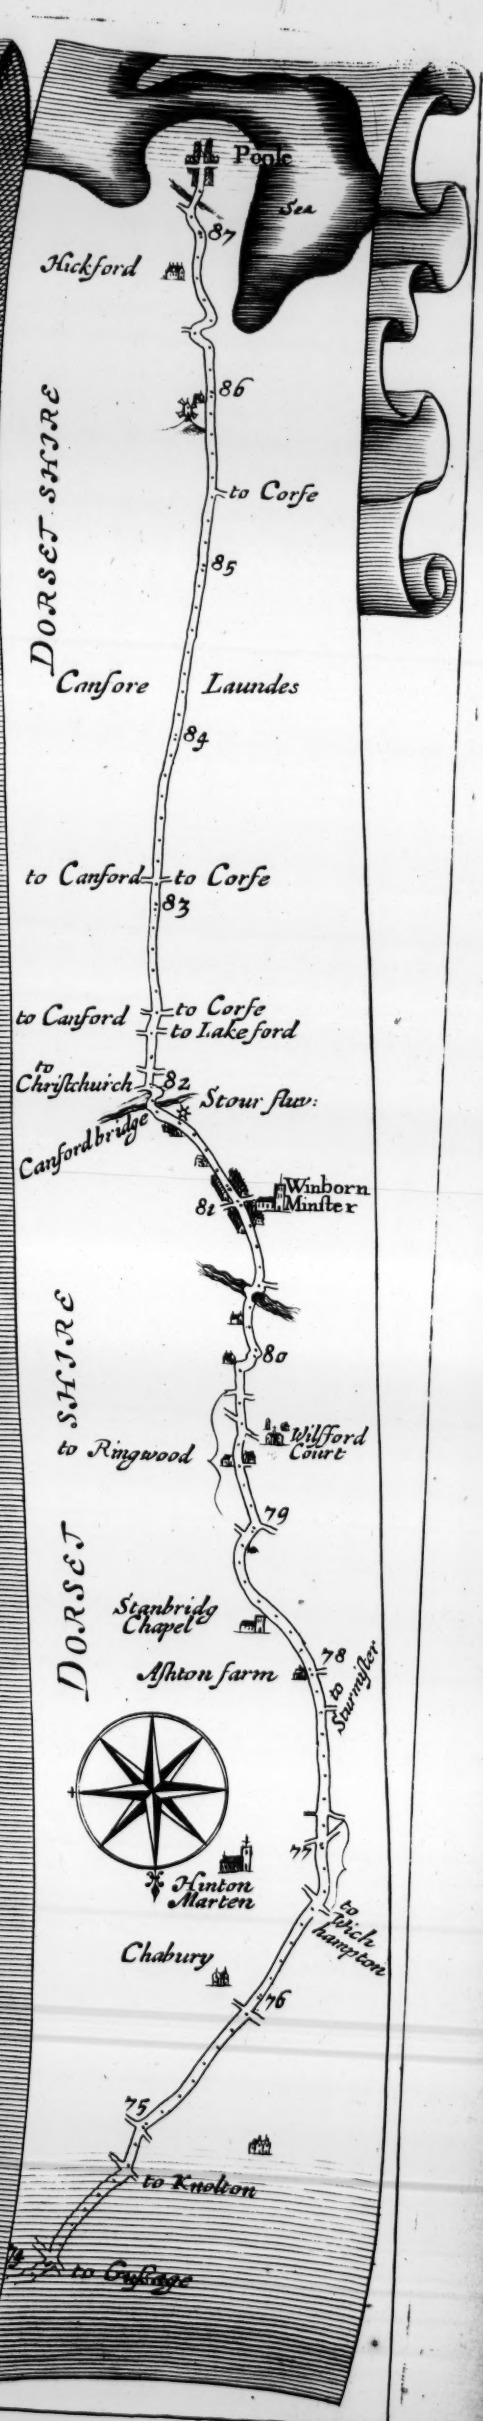 Poole
Sea
87
Hickford
86
to Corfe
DORSET SHIRE
85
Canfore Laundes
84
to Canford to Corfe
83
to Canford to Corfe
to Lakeford
to
Christchurch
82
Stour fluv:
Canfordbridge
Winborn
Minster
81
80
DORSET SHIRE
to Ringwood
Wilsford
Court
79
Stanbridg
Chapel
78
Ashton farm
to
Sturmister
77
Hinton
Marten
to
Wich
hampton
Chabury
76
75
to Knolton
74
to Gussage